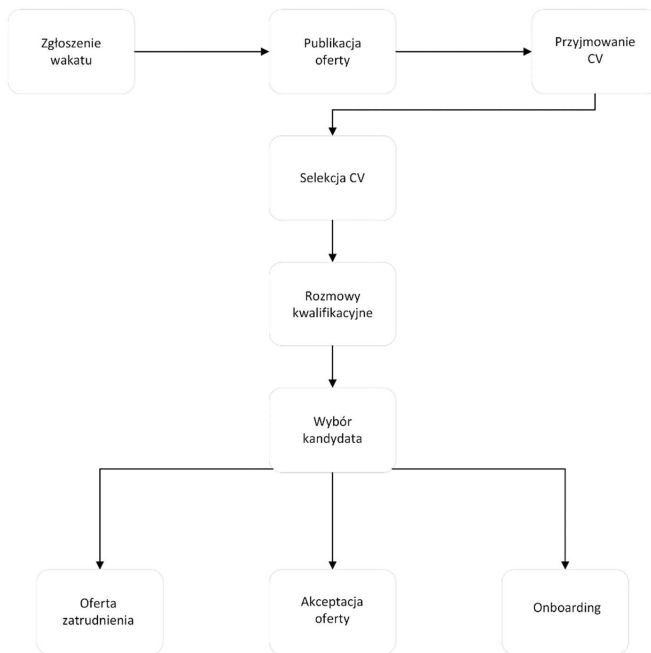 Zgłoszenie
wakatu
Publikacja
oferty
Przyjmowanie
CV
Selekcja CV
Rozmowy
kwalifikacyjne
Wybór
kandydata
Oferta
zatrudnienia
Akceptacja
oferty
Onboarding